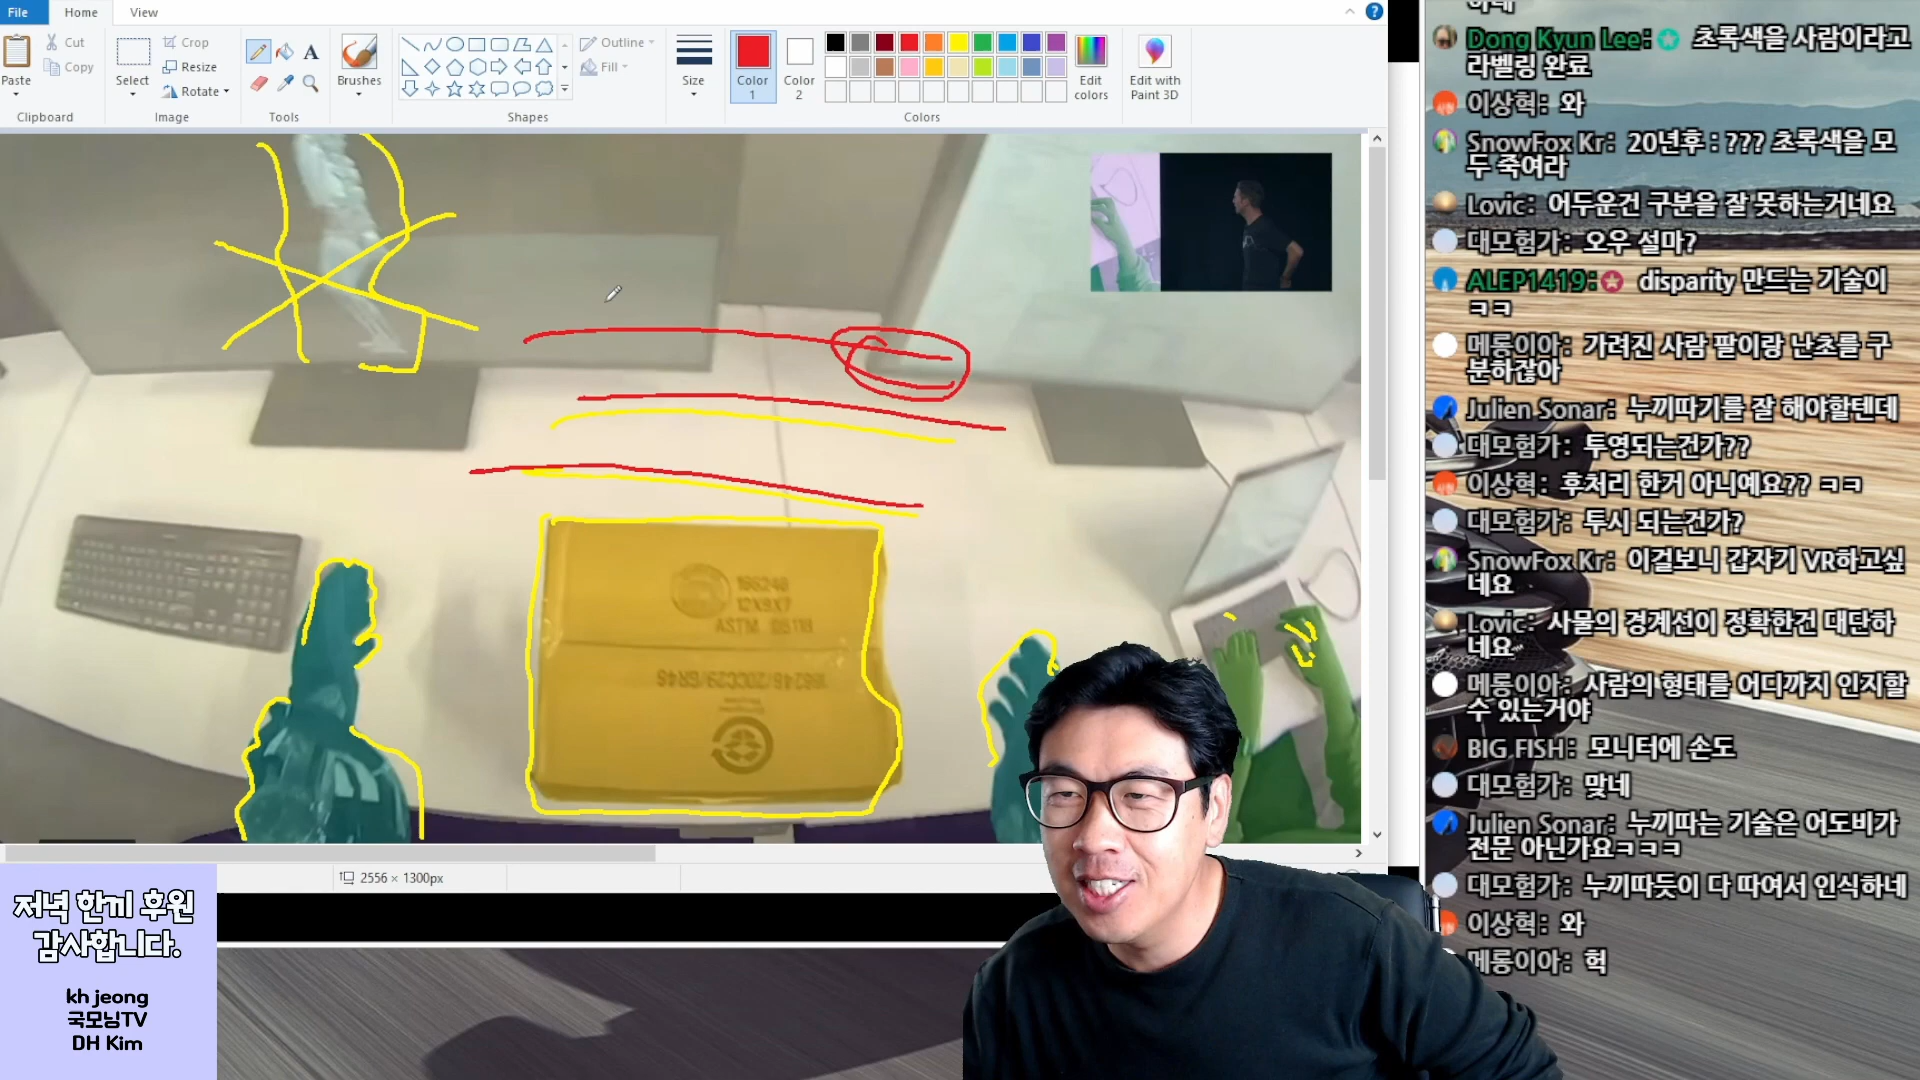 File
Home
View
Paste
Cut
Copy
Clipboard
Select
Crop
Resize
Rotate
Image
A
Tools
Brushes
Shapes
Outline
Fill
Size
Color
1
Color
2
Edit
colors
Colors
Edit with
Paint 3D
186246
12X9X7
2556 × 1300px
저녁 한끼 후원
감사합니다.
kh jeong
국모닝TV
DH Kim
Dong Kyun Lee: 초록색을 사람이라고
라벨링 완료
이상혁: 와
SnowFox Kr: 20년후 : ??? 초록색을 모
두 죽여라
Lovic: 어두운건 구분을 잘 못하는거네요
대모험가: 오우 설마?
ALEP1419: disparity 만드는 기술이
ㅋㅋ
메롱이아: 가려진 사람 팔이랑 난초를 구
분하잖아
Julien Sonar: 누끼따기를 잘 해야할텐데
대모험가: 투영되는건가??
이상혁: 후처리 한거 아니예요?? ㅋㅋ
대모험가: 투시 되는건가?
SnowFox Kr: 이걸보니 갑자기 VR하고싶
네요
Lovic: 사물의 경계선이 정확한건 대단하
네요
메롱이아: 사람의 형태를 어디까지 인지할
수 있는거야
BIG FISH: 모니터에 손도
대모험가: 맞네
Julien Sonar: 누끼따는 기술은 어도비가
전문 아닌가요ㅋㅋㅋ
대모험가: 누끼따듯이 다 따여서 인식하네
이상혁: 와
메롱이아: 헉